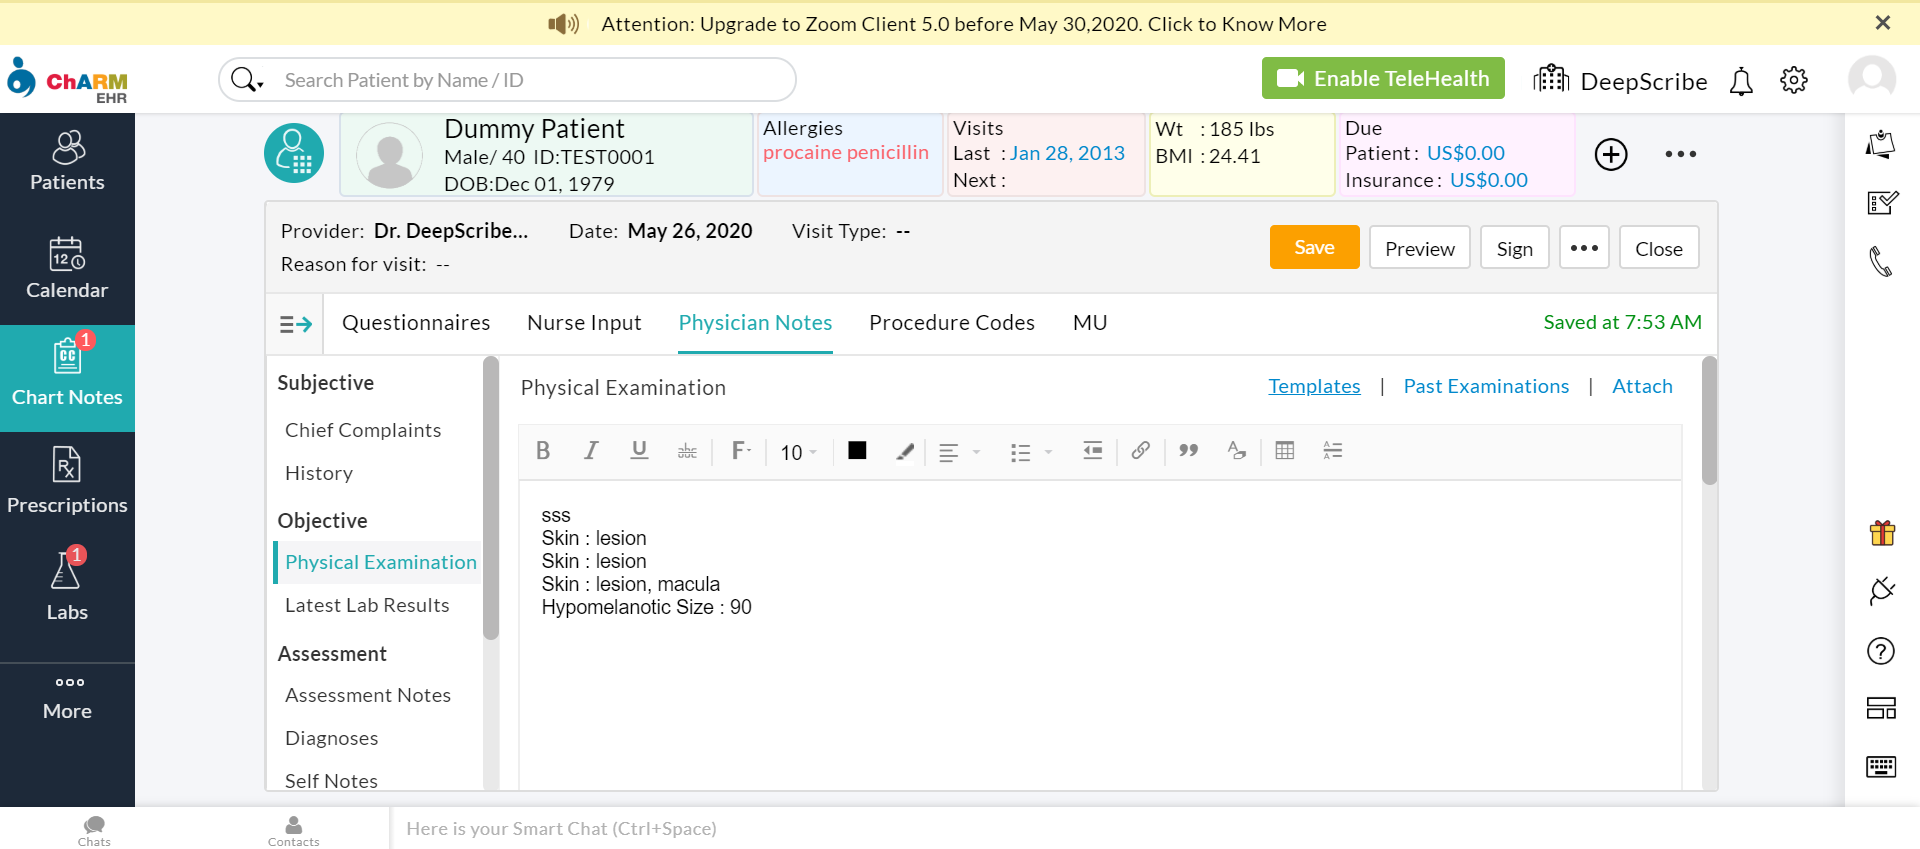 Attention: Upgrade to Zoom Client 5.0 before May 30,2020. Click to Know More
ChARM
EHR
Search Patient by Name / ID
Enable TeleHealth
DeepScribe
Patients
12
Calendar
CC
1
Chart Notes
Rx
Prescriptions
1
Labs
More
Dummy Patient
Male/ 40 ID:TEST0001
DOB:Dec 01, 1979
Allergies
procaine penicillin
Visits
Last : Jan 28, 2013
Next :
Wt : 185 lbs
BMI : 24.41
Due
Patient : US$0.00
Insurance : US$0.00
Provider: Dr. DeepScribe... Date: May 26, 2020 Visit Type: --
Reason for visit: --
Save
Preview
Sign
Close
Questionnaires
Nurse Input
Physician Notes
Procedure Codes
MU
Saved at 7:53 AM
Subjective
Chief Complaints
History
Objective
Physical Examination
Latest Lab Results
Assessment
Assessment Notes
Diagnoses
Self Notes
Physical Examination
Templates | Past Examinations | Attach
B I U abc F 10
sss
Skin : lesion
Skin : lesion
Skin : lesion, macula
Hypomelanotic Size : 90
Chats
Contacts
Here is your Smart Chat (Ctrl+Space)